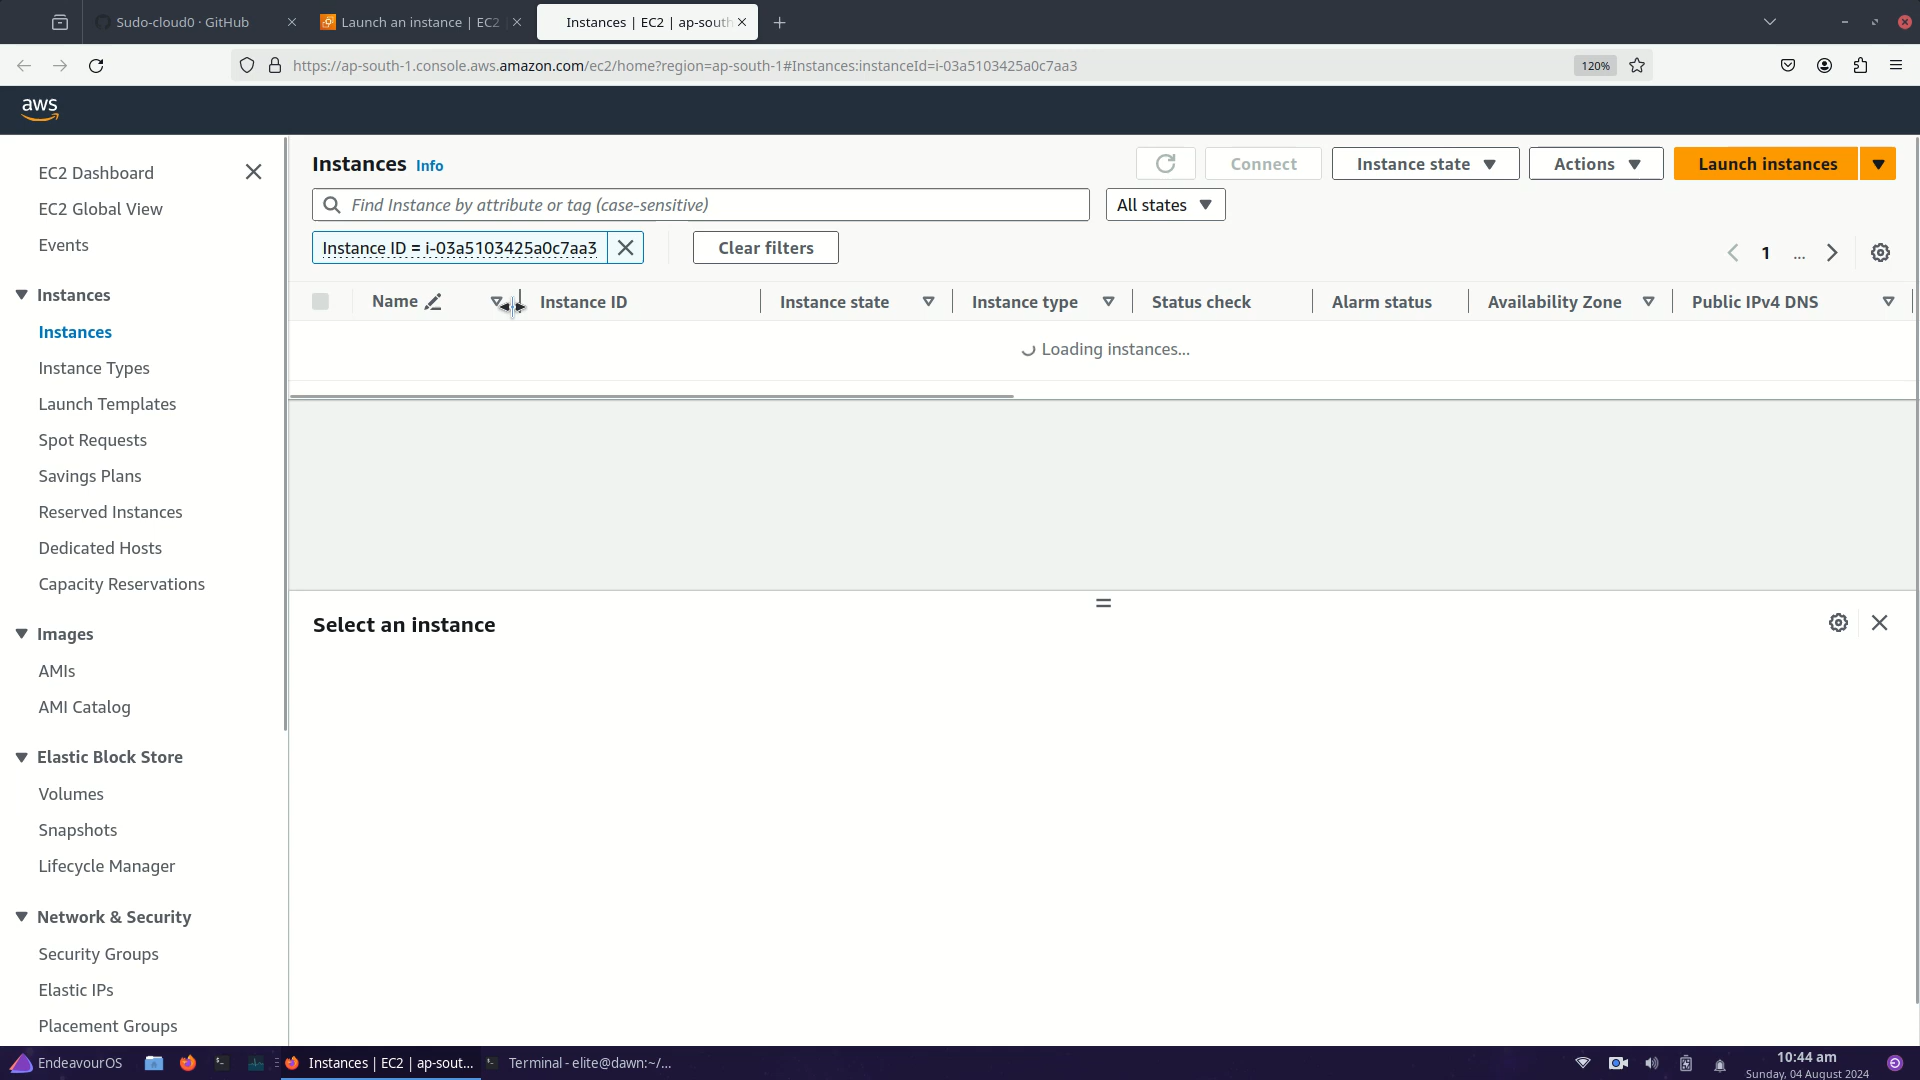 Sudo-cloud0 · GitHub
Launch an instance | EC2
Instances | EC2 | ap-south
https://ap-south-1.console.aws.amazon.com/ec2/home?region=ap-south-1#Instances:instanceId=i-03a5103425a0c7aa3
120%
aws
EC2 Dashboard
EC2 Global View
Events
Instances
Instances
Instance Types
Launch Templates
Spot Requests
Savings Plans
Reserved Instances
Dedicated Hosts
Capacity Reservations
Images
AMIs
AMI Catalog
Elastic Block Store
Volumes
Snapshots
Lifecycle Manager
Network & Security
Security Groups
Elastic IPs
Placement Groups
Instances Info
Connect
Instance state
Actions
Launch instances
Find Instance by attribute or tag (case-sensitive)
All states
Instance ID = i-03a5103425a0c7aa3
Clear filters
1
...
Name
Instance ID
Instance state
Instance type
Status check
Alarm status
Availability Zone
Public IPv4 DNS
Loading instances...
Select an instance
EndeavourOS
Instances | EC2 | ap-sout...
Terminal - elite@dawn:~/...
10:44 am
Sunday, 04 August 2024